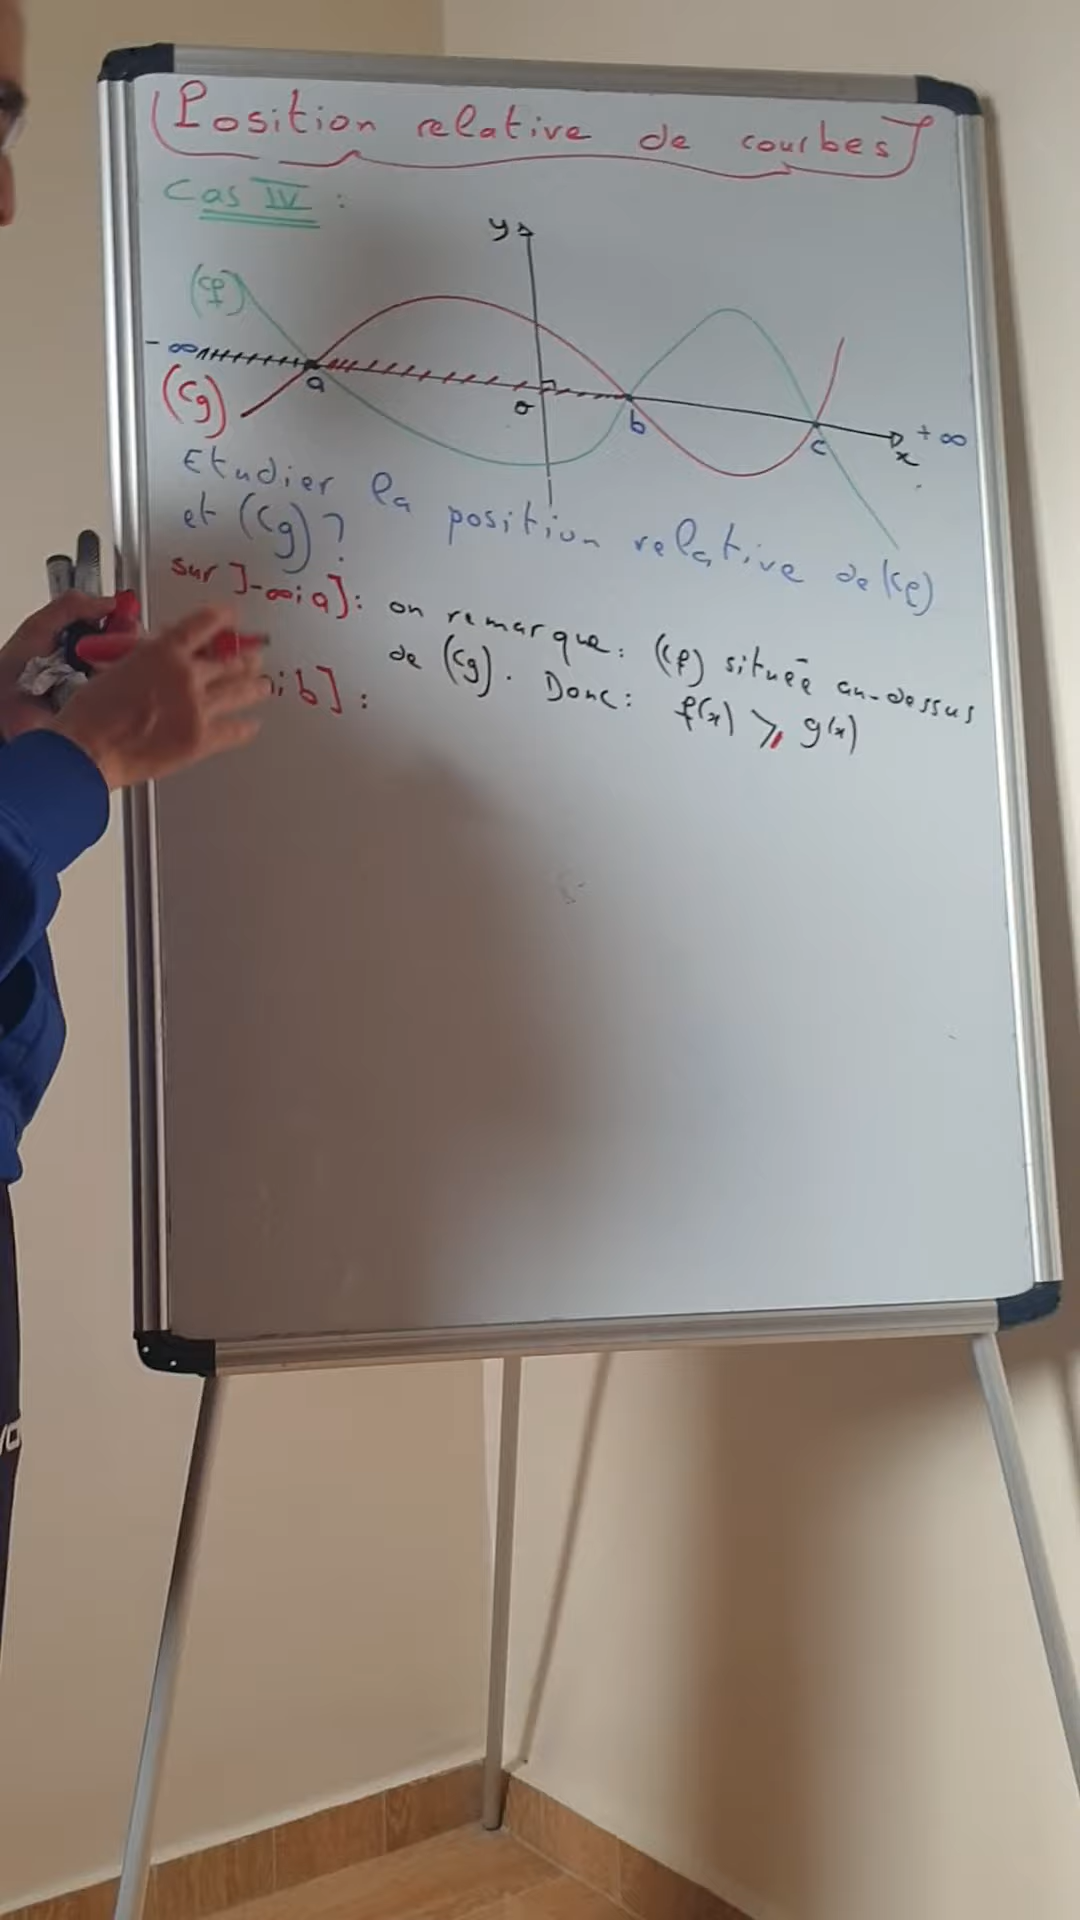 (Position relative de courbes)
Cas IV :
y
(Cf)
-∞
a
o
b
c
+∞
x
(Cg)
Etudier la position relative de (Cf)
et (Cg) ?
sur ]-∞; a] : on remarque : (Cf) située au-dessus
de (Cg). Donc : f(x) ⩾ g(x)
; b] :